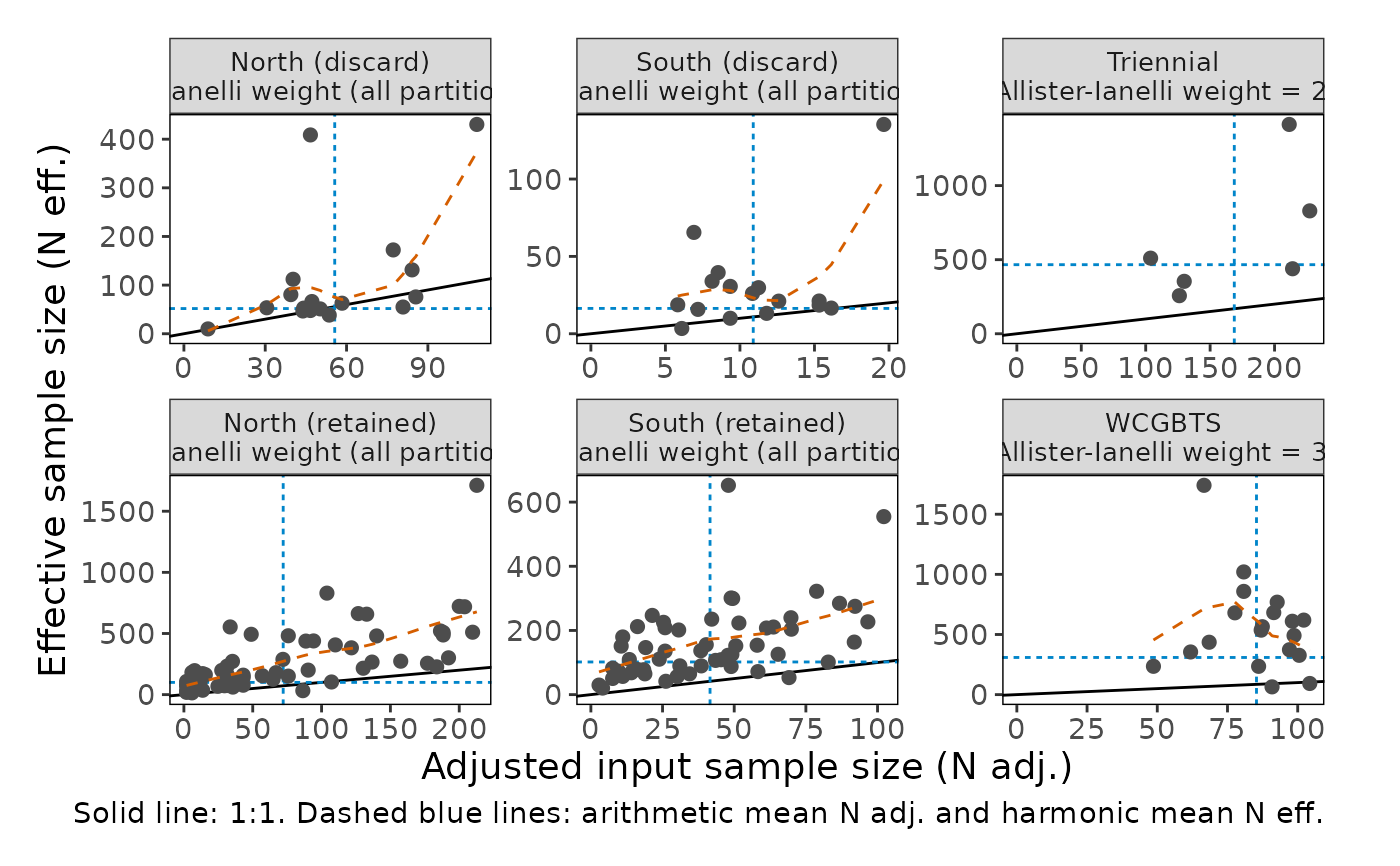 North (discard)
anelli weight (all partitio
South (discard)
anelli weight (all partitio
Triennial
Allister-Ianelli weight = 2
400
300
200
100
0
0 30 60 90
100
50
0
0 5 10 15 20
1000
500
0
0 50 100 150 200
North (retained)
anelli weight (all partitio
South (retained)
anelli weight (all partitio
WCGBTS
Allister-Ianelli weight = 3
1500
1000
500
0
0 50 100 150 200
600
400
200
0
0 25 50 75 100
1500
1000
500
0
0 25 50 75 100
Effective sample size (N eff.)
Adjusted input sample size (N adj.)
Solid line: 1:1. Dashed blue lines: arithmetic mean N adj. and harmonic mean N eff.